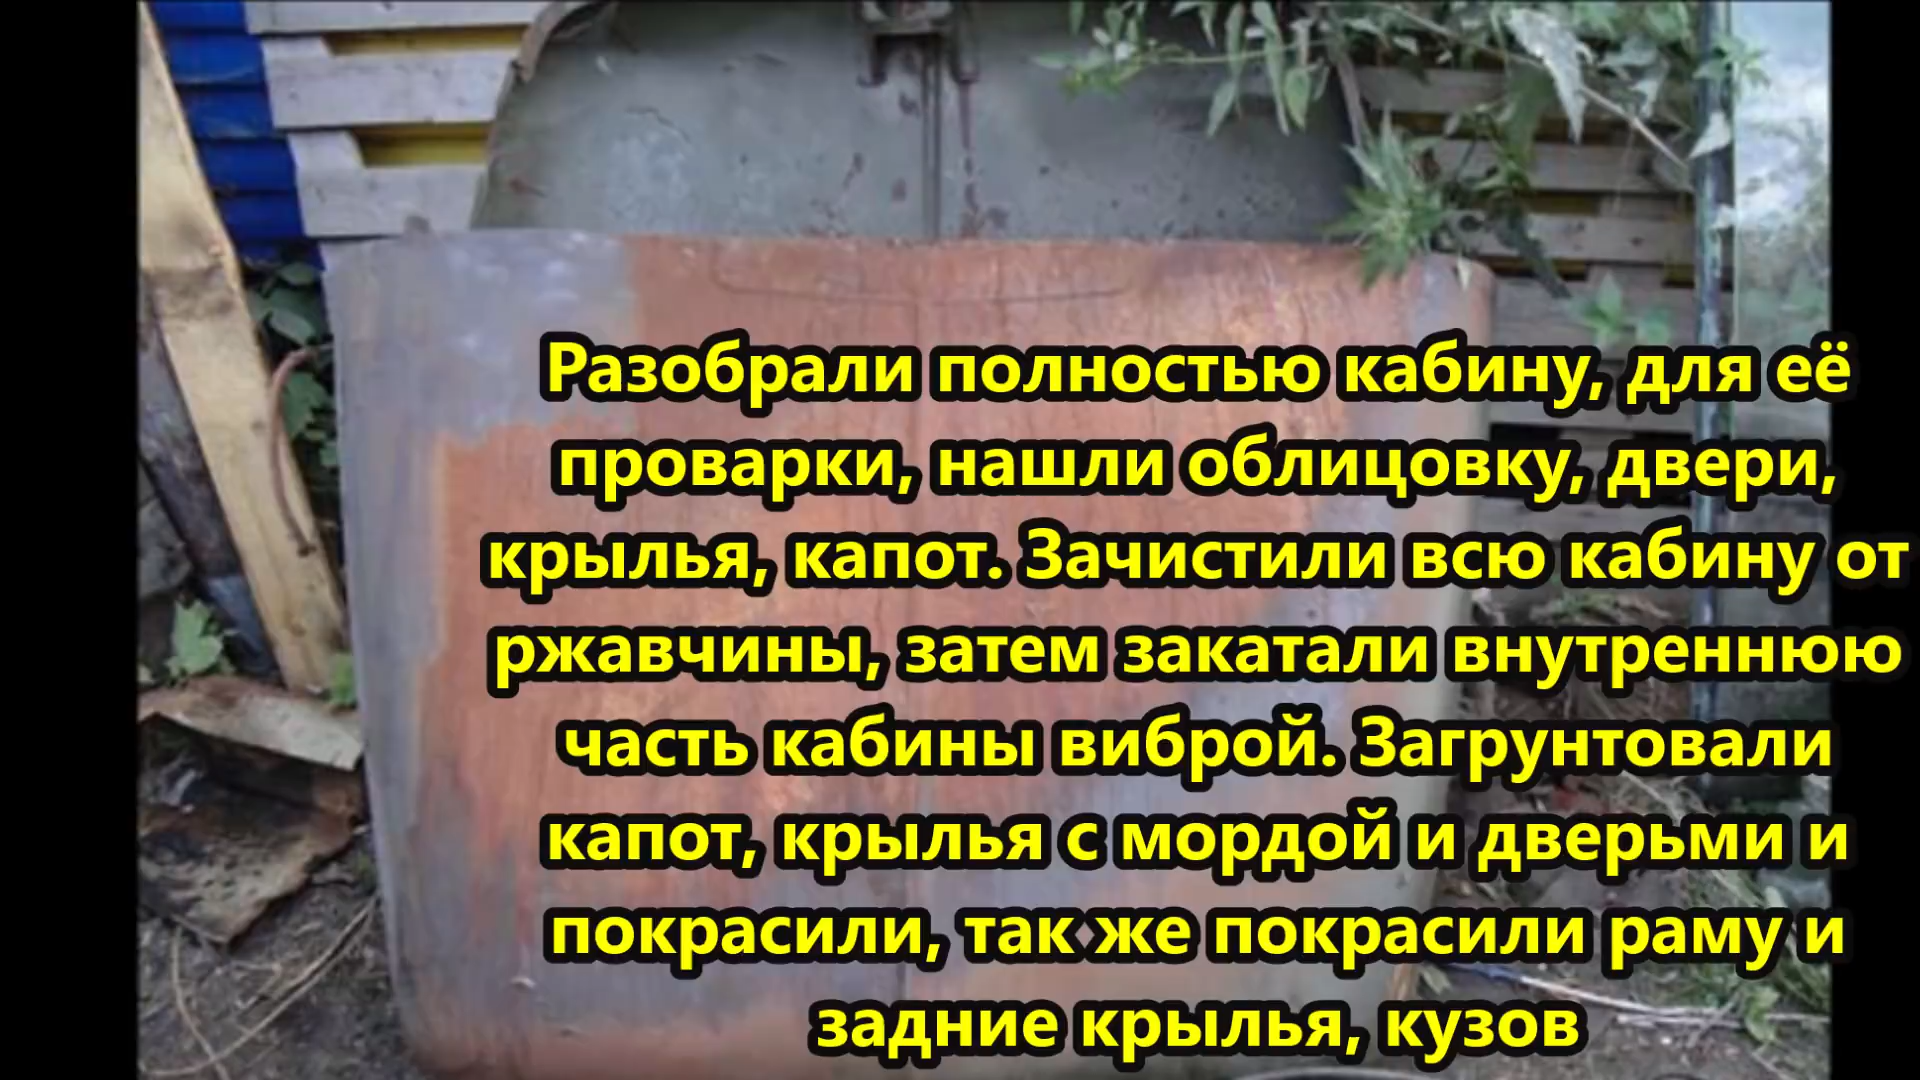 Разобрали полностью кабину, для её
проварки, нашли облицовку, двери,
крылья, капот. Зачистили всю кабину от
ржавчины, затем закатали внутреннюю
часть кабины виброй. Загрунтовали
капот, крылья с мордой и дверьми и
покрасили, так же покрасили раму и
задние крылья, кузов